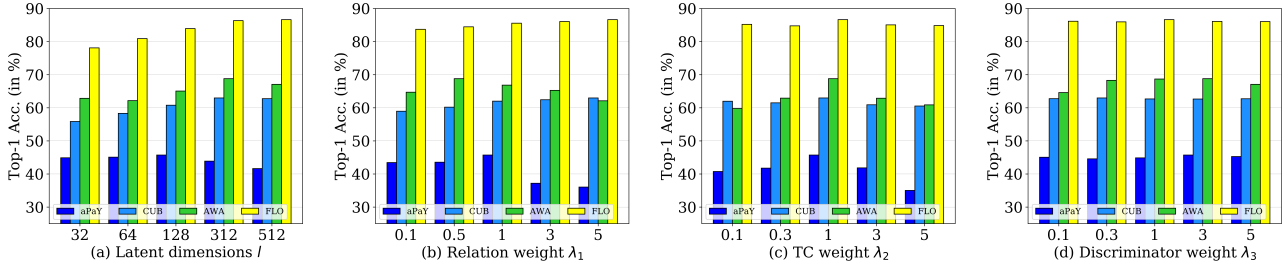 90
80
70
60
50
40
30
Top-1 Acc. (in %)
aPaY CUB AWA FLO
32 64 128 312 512
(a) Latent dimensions l
90
80
70
60
50
40
30
Top-1 Acc. (in %)
aPaY CUB AWA FLO
0.1 0.5 1 3 5
(b) Relation weight λ1
90
80
70
60
50
40
30
Top-1 Acc. (in %)
aPaY CUB AWA FLO
0.1 0.3 1 3 5
(c) TC weight λ2
90
80
70
60
50
40
30
Top-1 Acc. (in %)
aPaY CUB AWA FLO
0.1 0.3 1 3 5
(d) Discriminator weight λ3